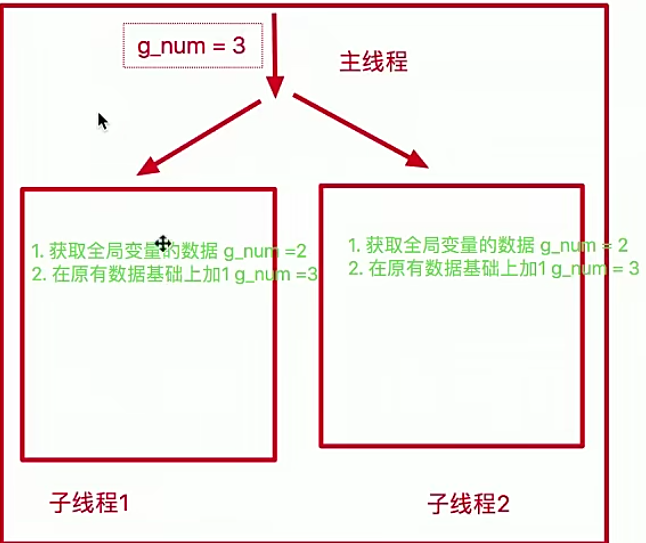 g_num = 3
主线程
1. 获取全局变量的数据 g_num =2
2. 在原有数据基础上加1 g_num =3
1. 获取全局变量的数据 g_num = 2
2. 在原有数据基础上加1 g_num = 3
子线程1
子线程2